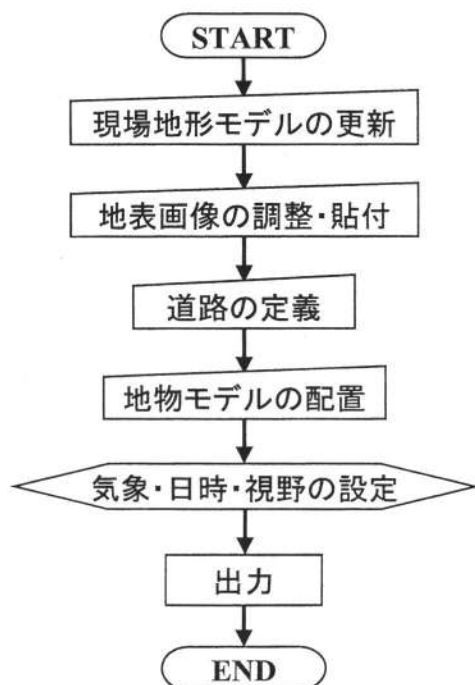 START
現場地形モデルの更新
地表画像の調整・貼付
道路の定義
地物モデルの配置
気象・日時・視野の設定
出力
END